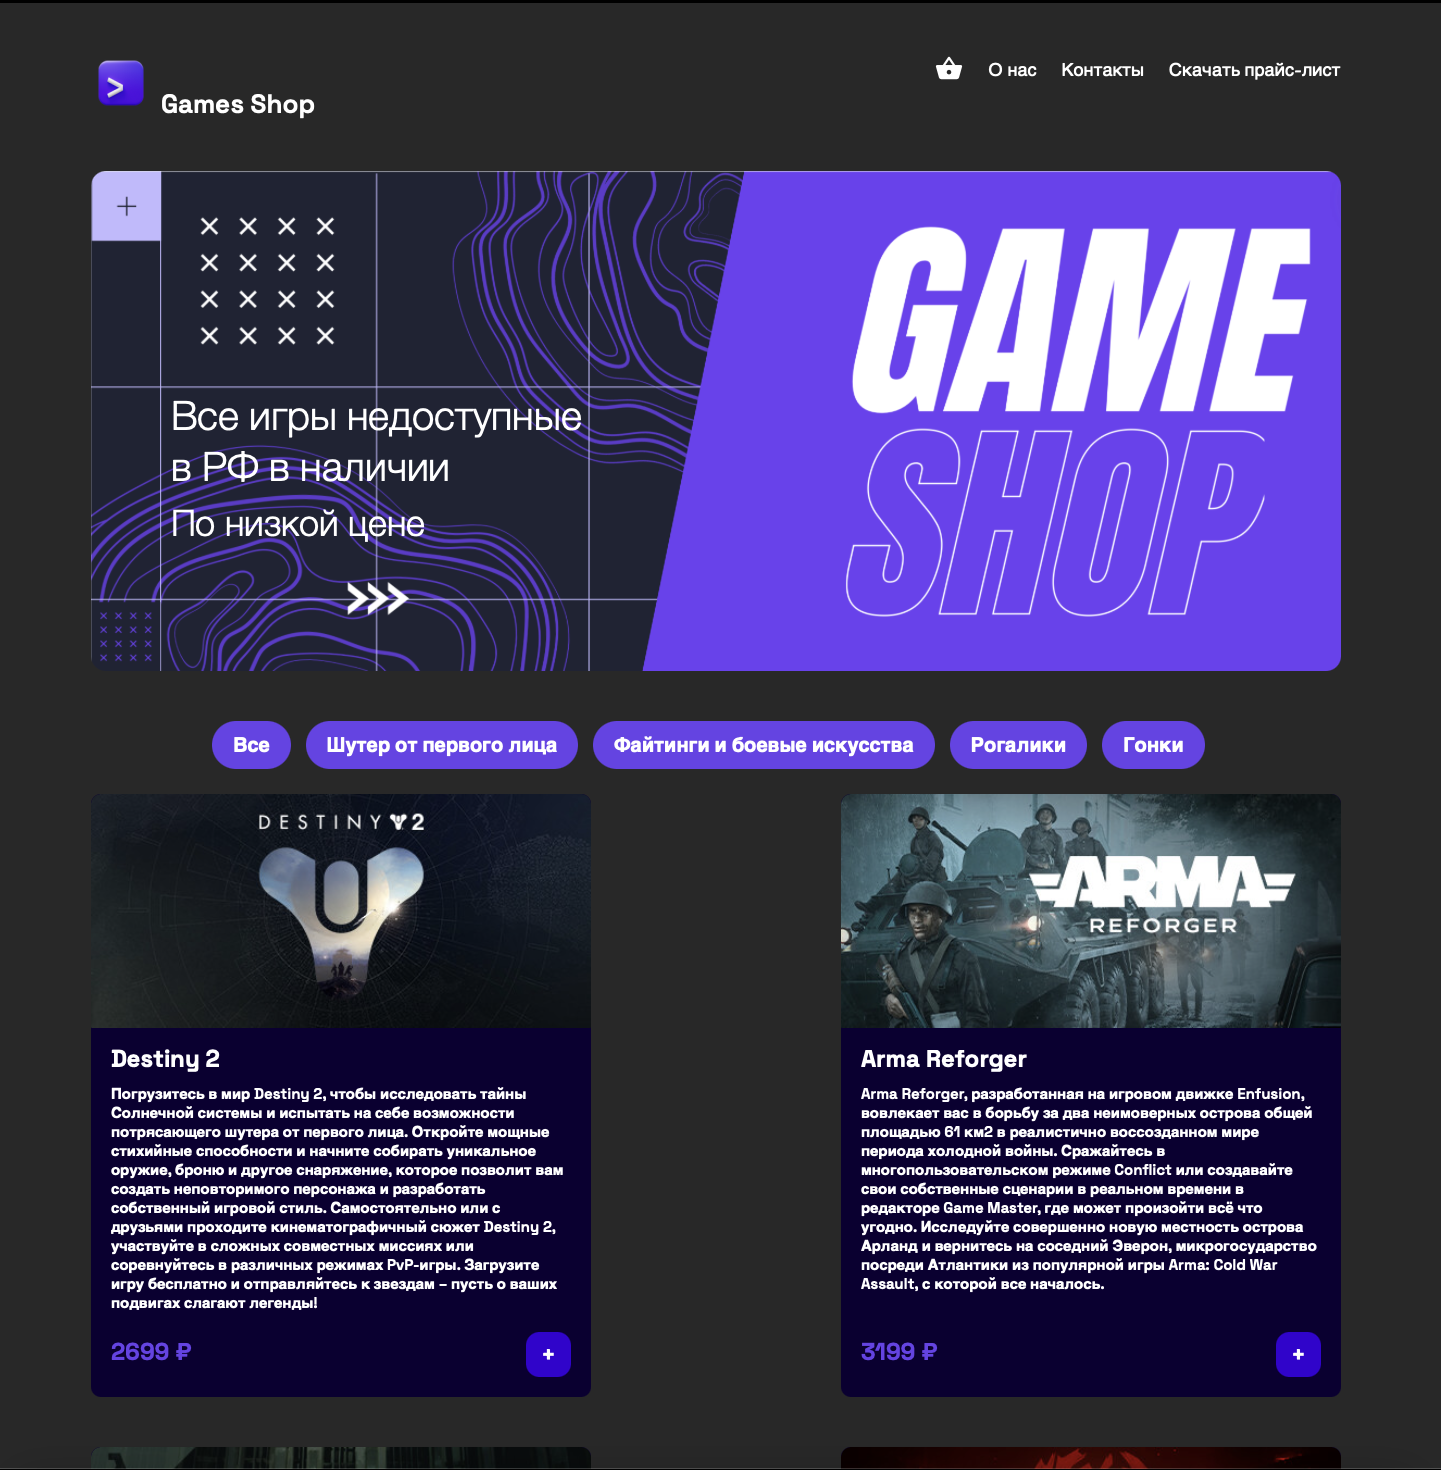 Games Shop
О нас
Контакты
Скачать прайс-лист
GAME
SHOP
Все игры недоступные
в РФ в наличии
По низкой цене
Все
Шутер от первого лица
Файтинги и боевые искусства
Рогалики
Гонки
DESTINY 2
Destiny 2
Погрузитесь в мир Destiny 2, чтобы исследовать тайны
Солнечной системы и испытать на себе возможности
потрясающего шутера от первого лица. Откройте мощные
стихийные способности и начните собирать уникальное
оружие, броню и другое снаряжение, которое позволит вам
создать неповторимого персонажа и разработать
собственный игровой стиль. Самостоятельно или с
друзьями проходите кинематографичный сюжет Destiny 2,
участвуйте в сложных совместных миссиях или
соревнуйтесь в различных режимах PvP-игры. Загрузите
игру бесплатно и отправляйтесь к звездам – пусть о ваших
подвигах слагают легенды!
2699 ₽
+
ARMA
REFORGER
Arma Reforger
Arma Reforger, разработанная на игровом движке Enfusion,
вовлекает вас в борьбу за два неимоверных острова общей
площадью 61 км2 в реалистично воссозданном мире
периода холодной войны. Сражайтесь в
многопользовательском режиме Conflict или создавайте
свои собственные сценарии в реальном времени в
редакторе Game Master, где может произойти всё что
угодно. Исследуйте совершенно новую местность острова
Арланд и вернитесь на соседний Эверон, микрогосударство
посреди Атлантики из популярной игры Arma: Cold War
Assault, с которой все началось.
3199 ₽
+